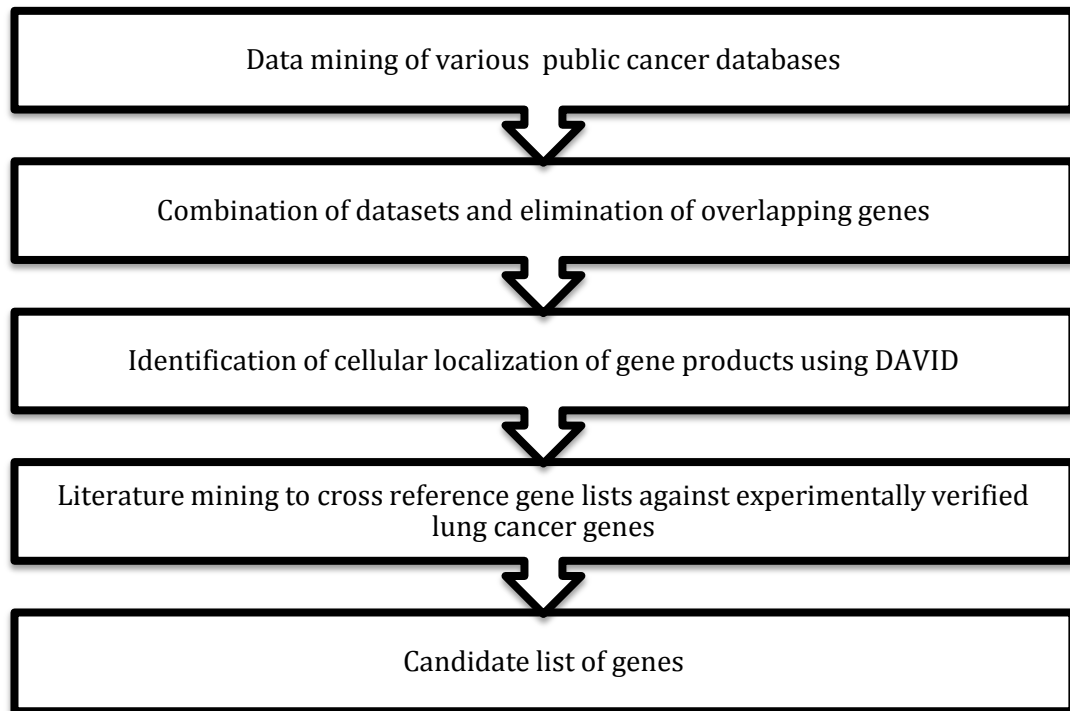 Data mining of various public cancer databases
Combination of datasets and elimination of overlapping genes
Identification of cellular localization of gene products using DAVID
Literature mining to cross reference gene lists against experimentally verified
lung cancer genes
Candidate list of genes